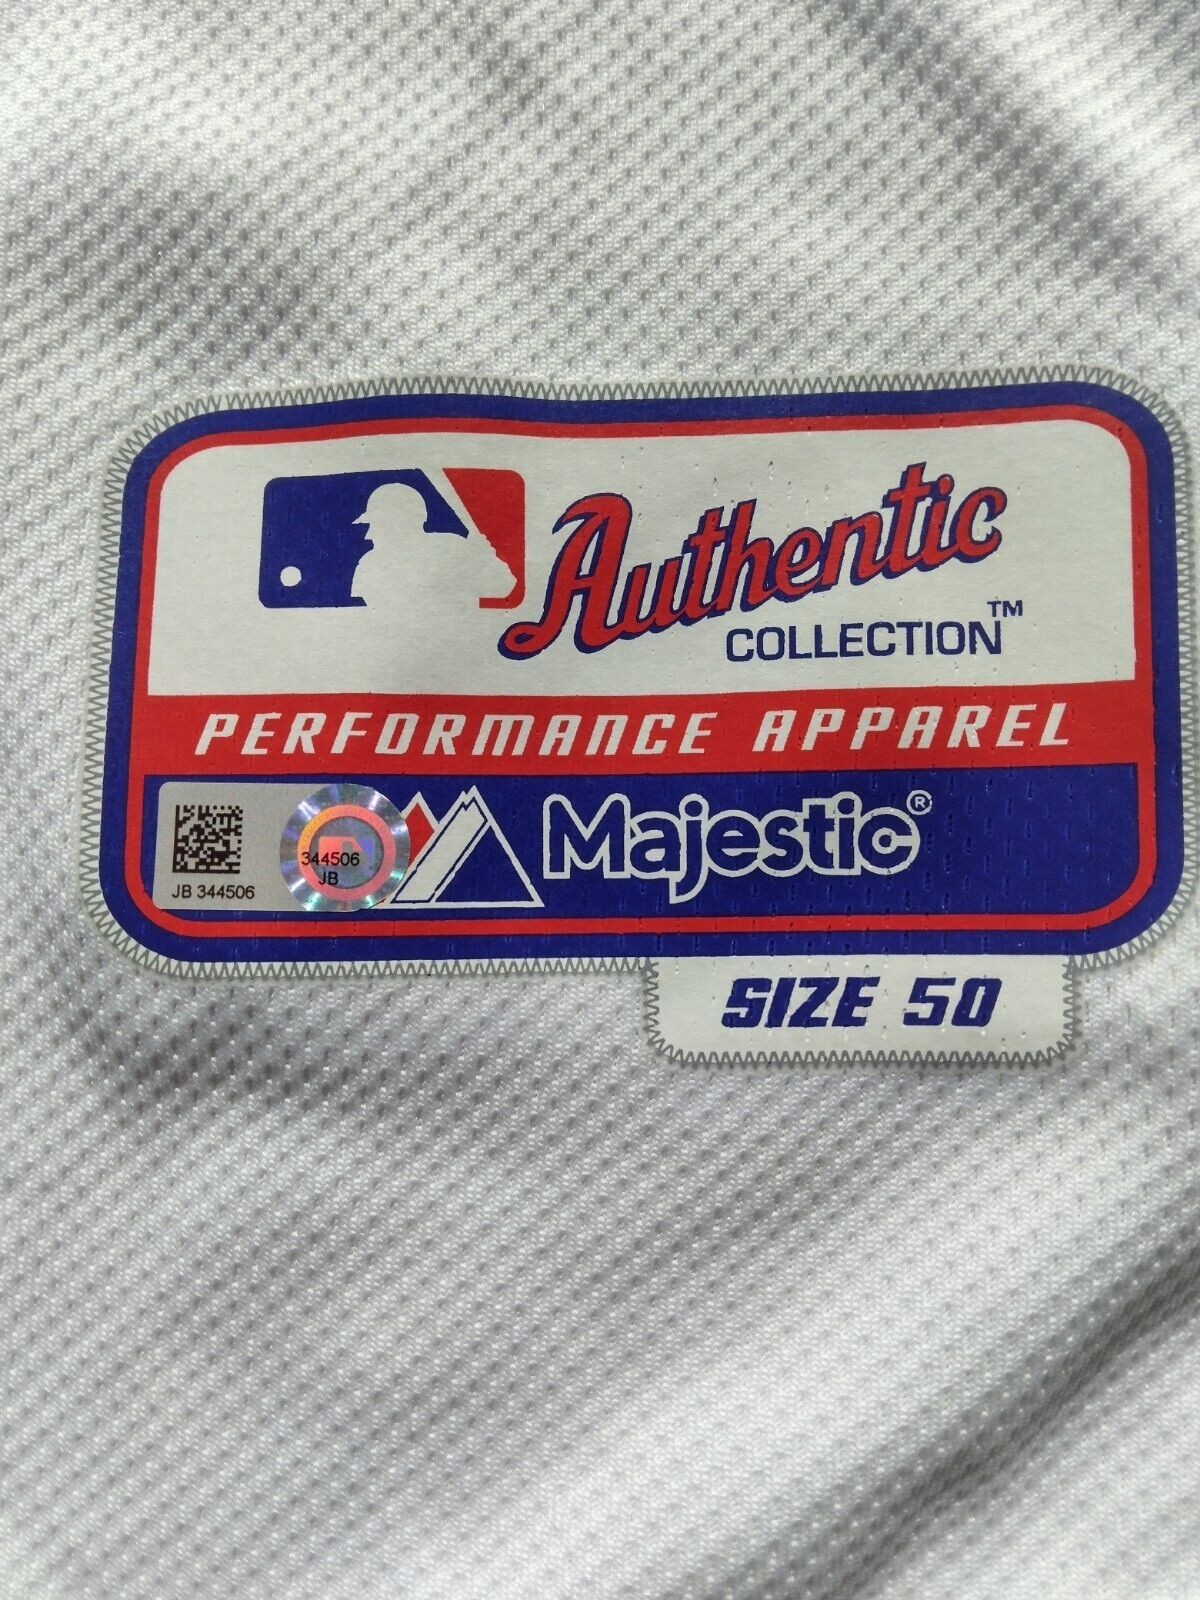 Authentic
COLLECTION™
PERFORMANCE APPAREL
344506
JB
JB 344506
Majestic®
SIZE 50